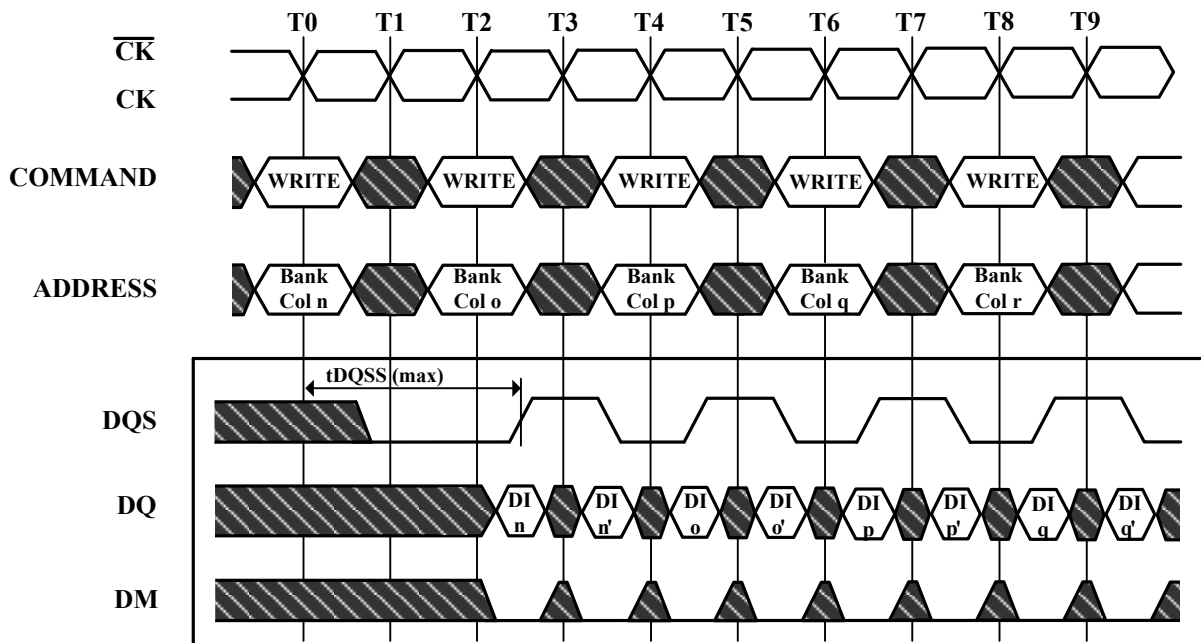 T0 T1 T2 T3 T4 T5 T6 T7 T8 T9
CK
CK
COMMAND WRITE WRITE WRITE WRITE WRITE
ADDRESS Bank Bank Bank Bank Bank
Col n Col o Col p Col q Col r
tDQSS (max)
DQS
DQ DI DI DI DI DI DI DI DI
n n' o o' p p' q q'
DM